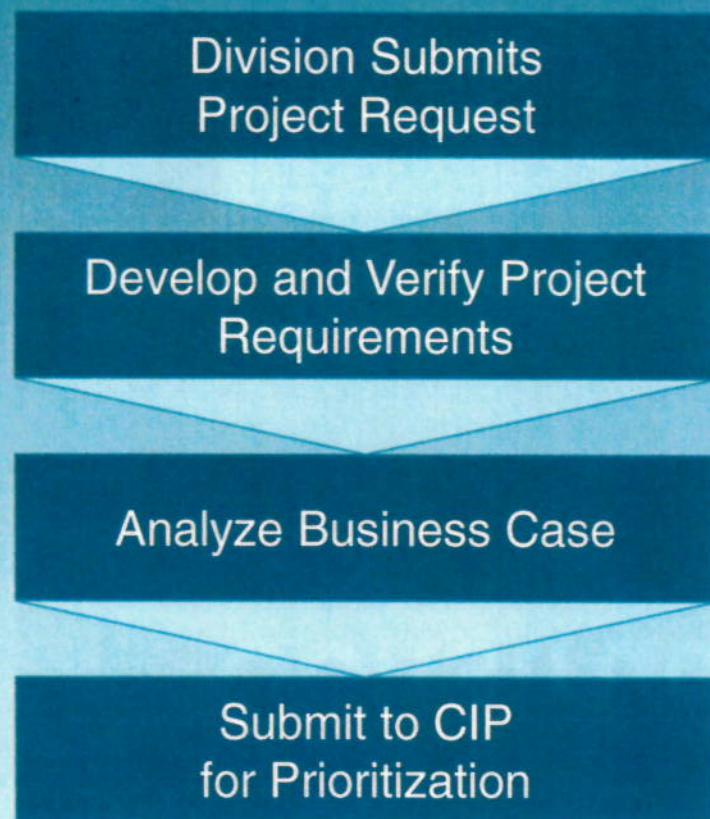 Division Submits
Project Request
Develop and Verify Project
Requirements
Analyze Business Case
Submit to CIP
for Prioritization